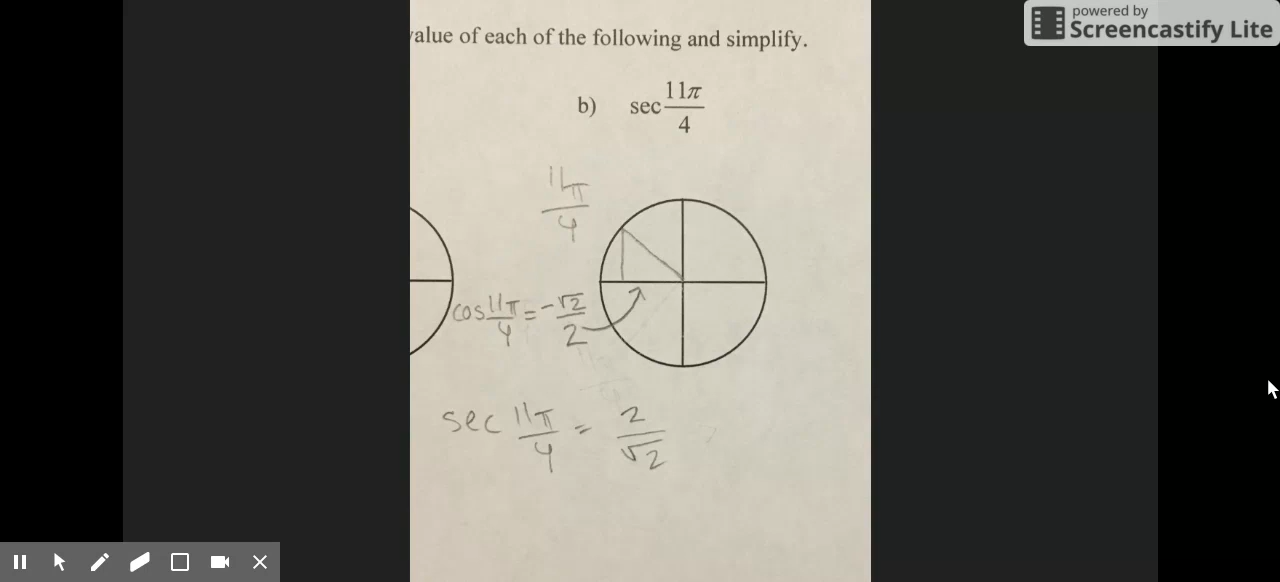 powered by
Screencastify Lite
value of each of the following and simplify.
b) sec 11π/4
11π/4
cos 11π/4 = -√2/2
sec 11π/4 = 2/√2